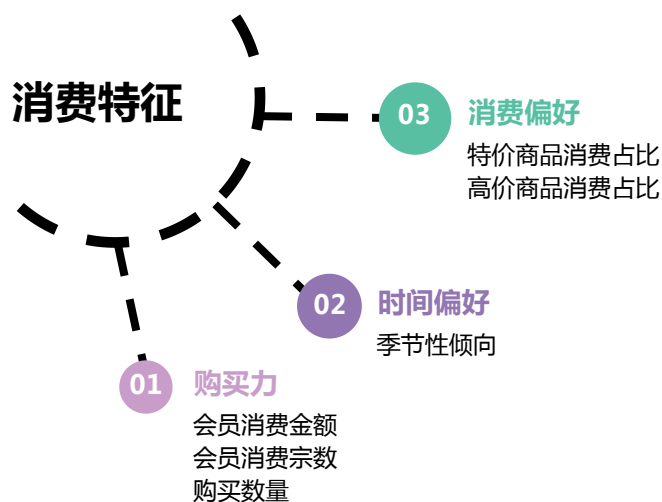 消费特征
03
消费偏好
特价商品消费占比
高价商品消费占比
02
时间偏好
季节性倾向
01
购买力
会员消费金额
会员消费宗数
购买数量